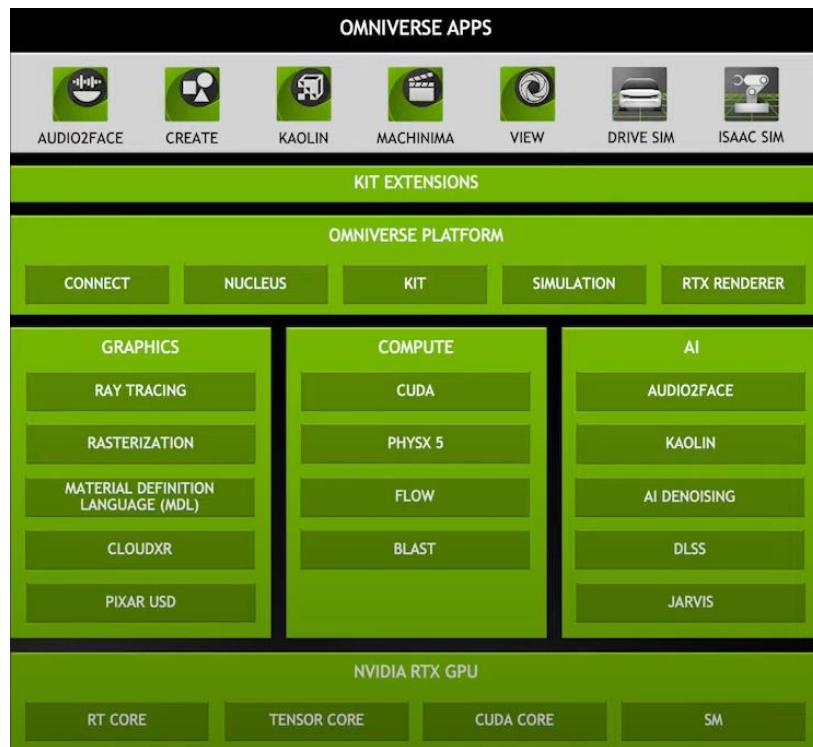 OMNIVERSE APPS
AUDIO2FACE CREATE KAOLIN MACHINIMA VIEW DRIVE SIM ISAAC SIM
KIT EXTENSIONS
OMNIVERSE PLATFORM
CONNECT NUCLEUS KIT SIMULATION RTX RENDERER
GRAPHICS
RAY TRACING
RASTERIZATION
MATERIAL DEFINITION
LANGUAGE (MDL)
CLOUDXR
PIXAR USD
COMPUTE
CUDA
PHYSX 5
FLOW
BLAST
AI
AUDIO2FACE
KAOLIN
AI DENOISING
DLSS
JARVIS
NVIDIA RTX GPU
RT CORE TENSOR CORE CUDA CORE SM